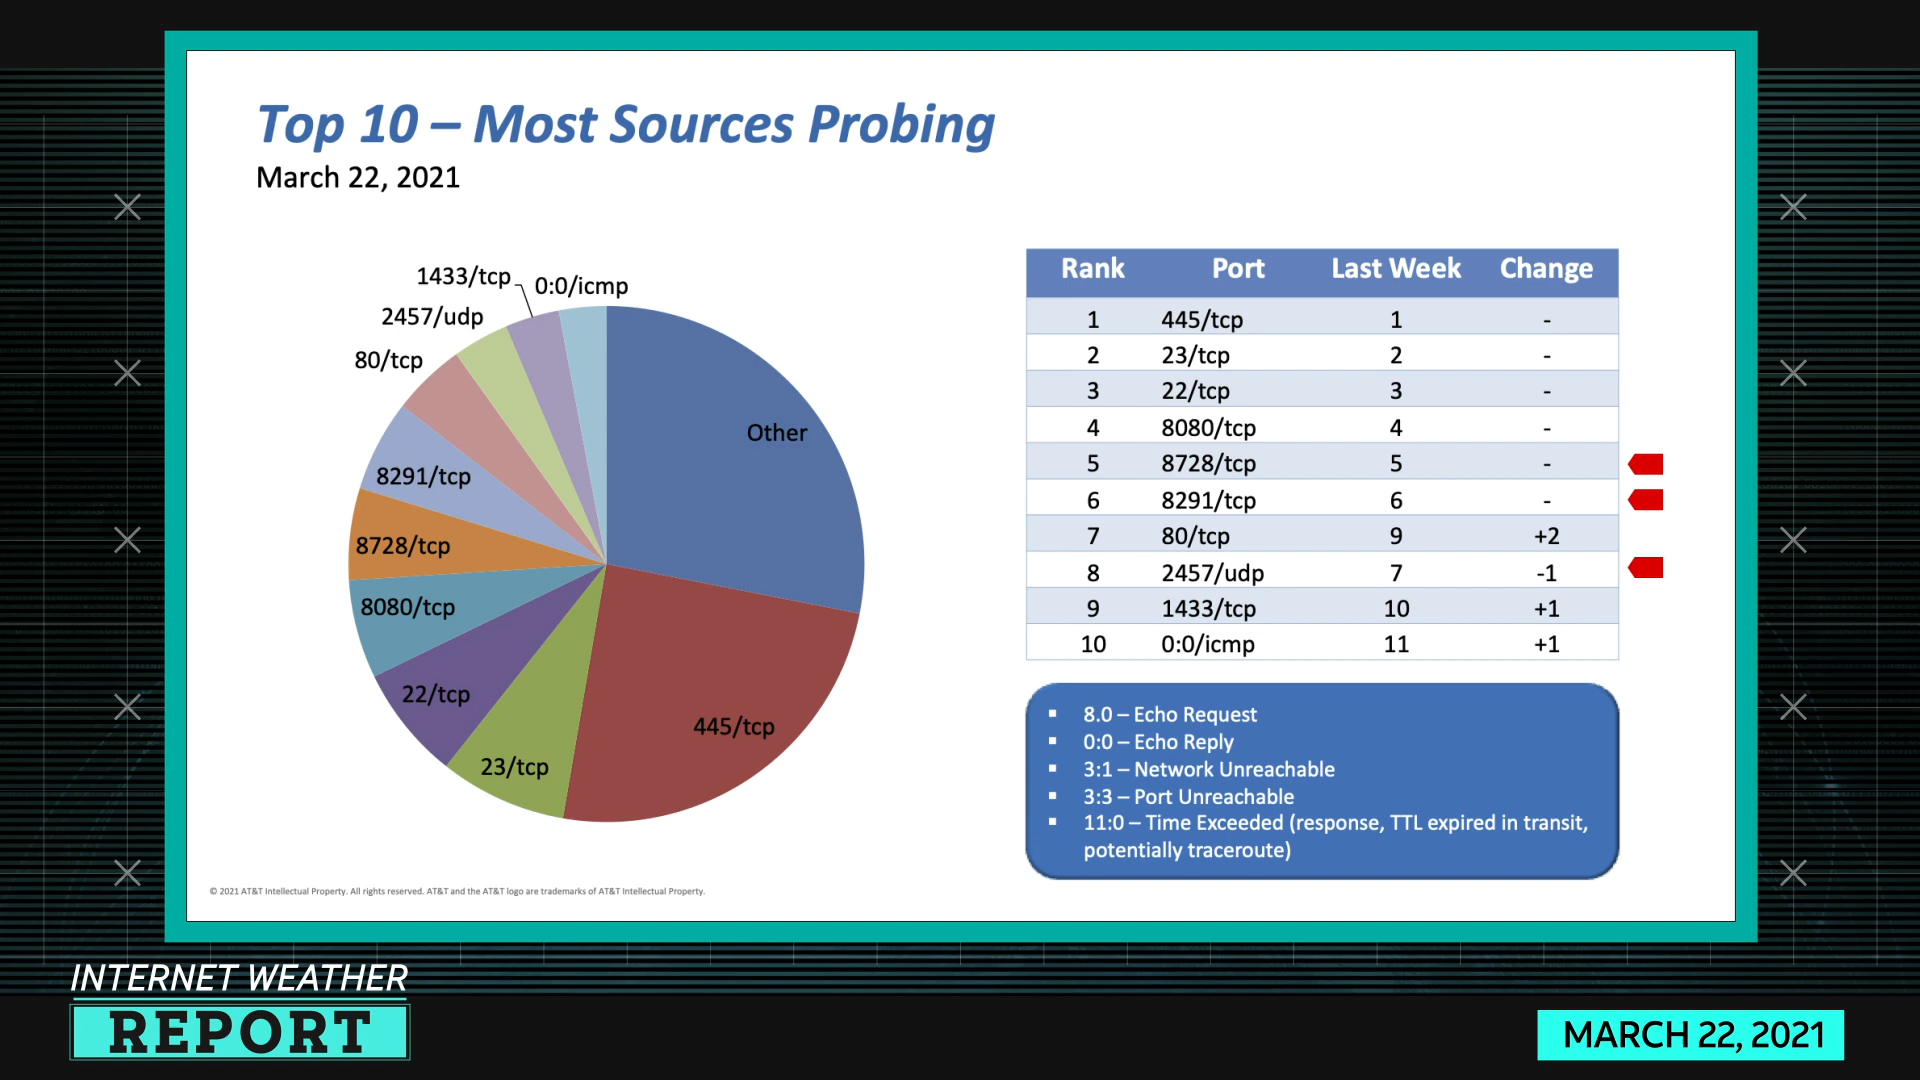 Top 10 – Most Sources Probing
March 22, 2021
1433/tcp
0:0/icmp
2457/udp
80/tcp
Other
8291/tcp
8728/tcp
8080/tcp
22/tcp
445/tcp
23/tcp
Rank Port Last Week Change
1 445/tcp 1 -
2 23/tcp 2 -
3 22/tcp 3 -
4 8080/tcp 4 -
5 8728/tcp 5 -
6 8291/tcp 6 -
7 80/tcp 9 +2
8 2457/udp 7 -1
9 1433/tcp 10 +1
10 0:0/icmp 11 +1
▪ 8.0 – Echo Request
▪ 0:0 – Echo Reply
▪ 3:1 – Network Unreachable
▪ 3:3 – Port Unreachable
▪ 11:0 – Time Exceeded (response, TTL expired in transit,
potentially traceroute)
© 2021 AT&T Intellectual Property. All rights reserved. AT&T and the AT&T logo are trademarks of AT&T Intellectual Property.
INTERNET WEATHER
REPORT
MARCH 22, 2021